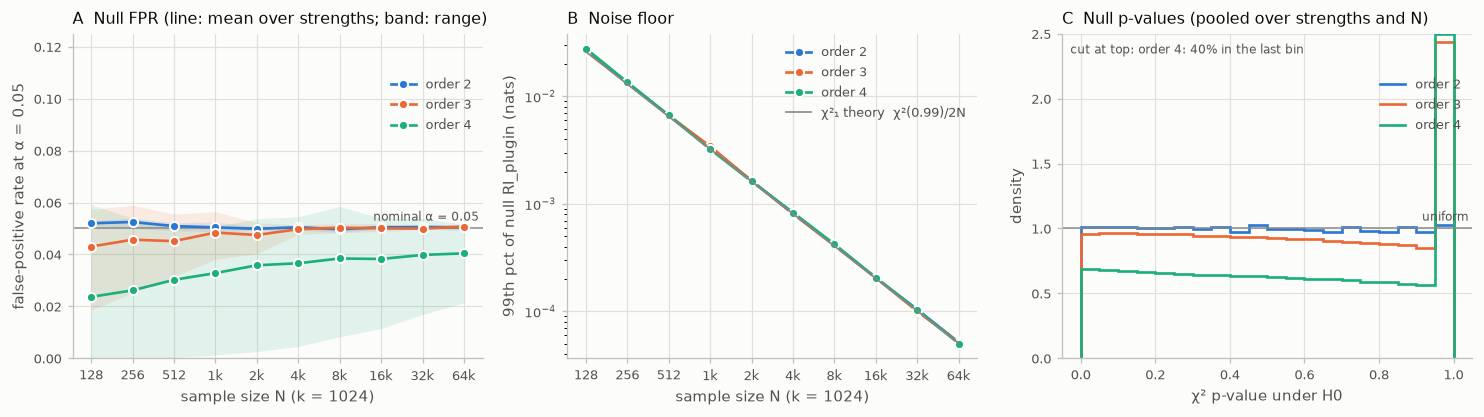 A  Null FPR (line: mean over strengths; band: range)
false-positive rate at α = 0.05
0.12
0.10
0.08
0.06
0.04
0.02
0.00
order 2
order 3
order 4
nominal α = 0.05
128 256 512 1k 2k 4k 8k 16k 32k 64k
sample size N (k = 1024)
B  Noise floor
99th pct of null RI_plugin (nats)
10⁻²
10⁻³
10⁻⁴
order 2
order 3
order 4
χ²₁ theory  χ²(0.99)/2N
128 256 512 1k 2k 4k 8k 16k 32k 64k
sample size N (k = 1024)
C  Null p-values (pooled over strengths and N)
cut at top: order 4: 40% in the last bin
density
2.5
2.0
1.5
1.0
0.5
0.0
order 2
order 3
order 4
uniform
0.0 0.2 0.4 0.6 0.8 1.0
χ² p-value under H0